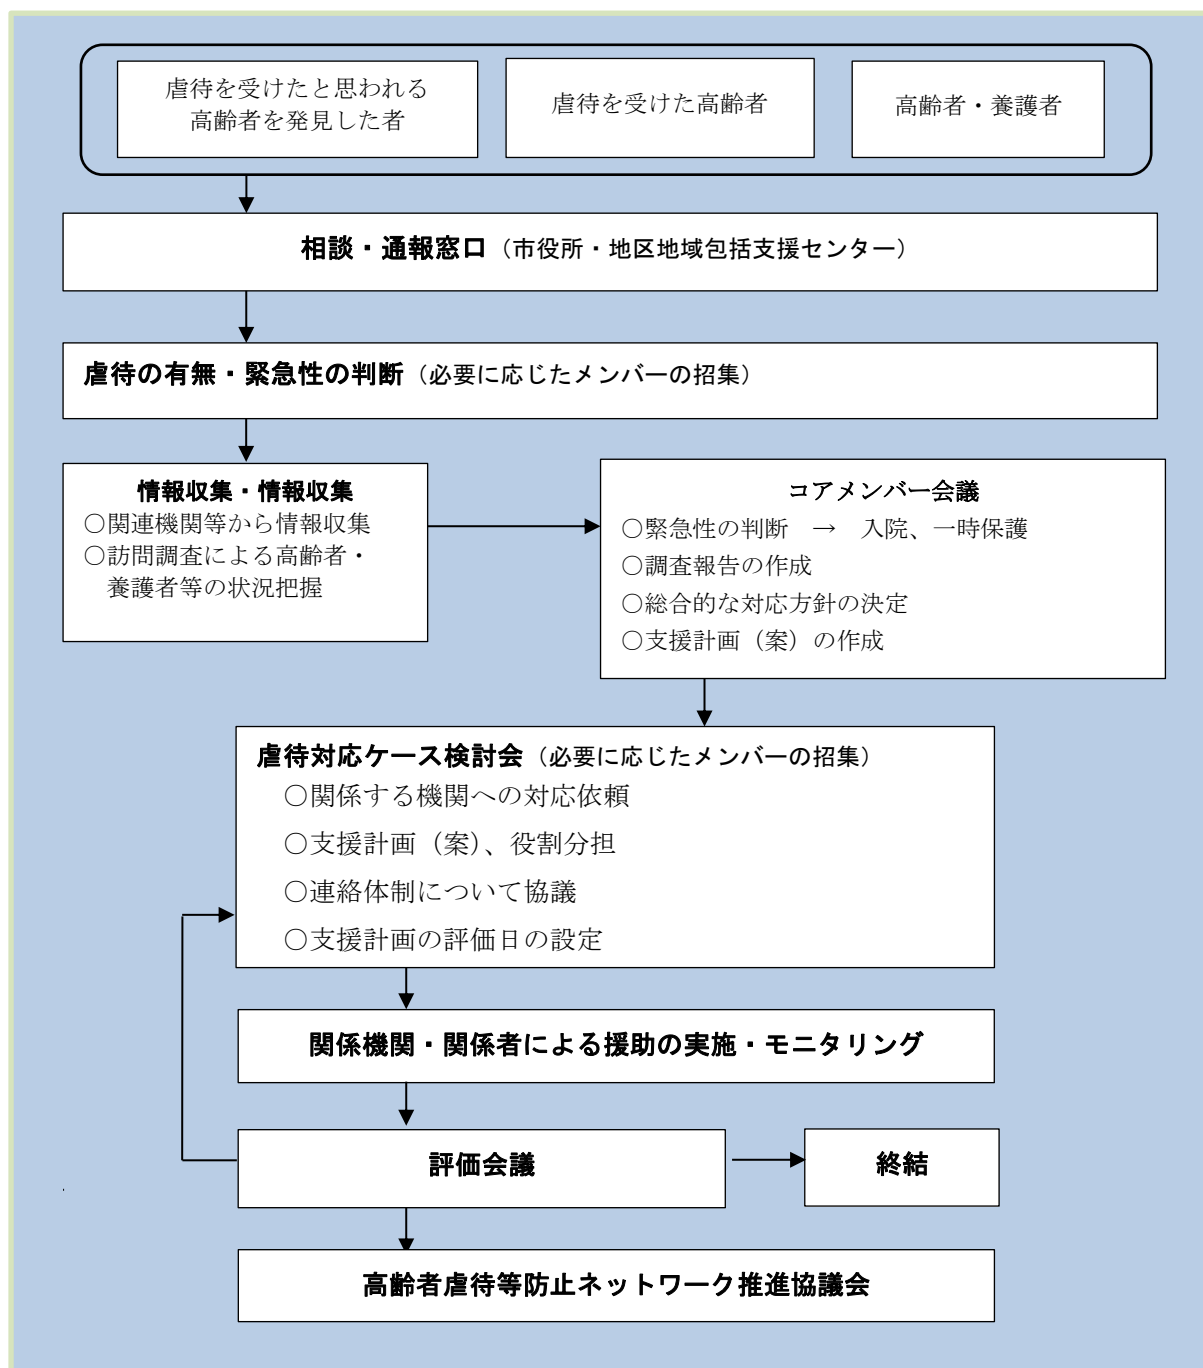 虐待を受けたと思われる
高齢者を発見した者
虐待を受けた高齢者
高齢者・養護者
相談・通報窓口（市役所・地区地域包括支援センター）
虐待の有無・緊急性の判断（必要に応じたメンバーの招集）
情報収集・情報収集
○関連機関等から情報収集
○訪問調査による高齢者・
養護者等の状況把握
コアメンバー会議
○緊急性の判断　→　入院、一時保護
○調査報告の作成
○総合的な対応方針の決定
○支援計画（案）の作成
虐待対応ケース検討会（必要に応じたメンバーの招集）
○関係する機関への対応依頼
○支援計画（案）、役割分担
○連絡体制について協議
○支援計画の評価日の設定
関係機関・関係者による援助の実施・モニタリング
評価会議
終結
高齢者虐待等防止ネットワーク推進協議会